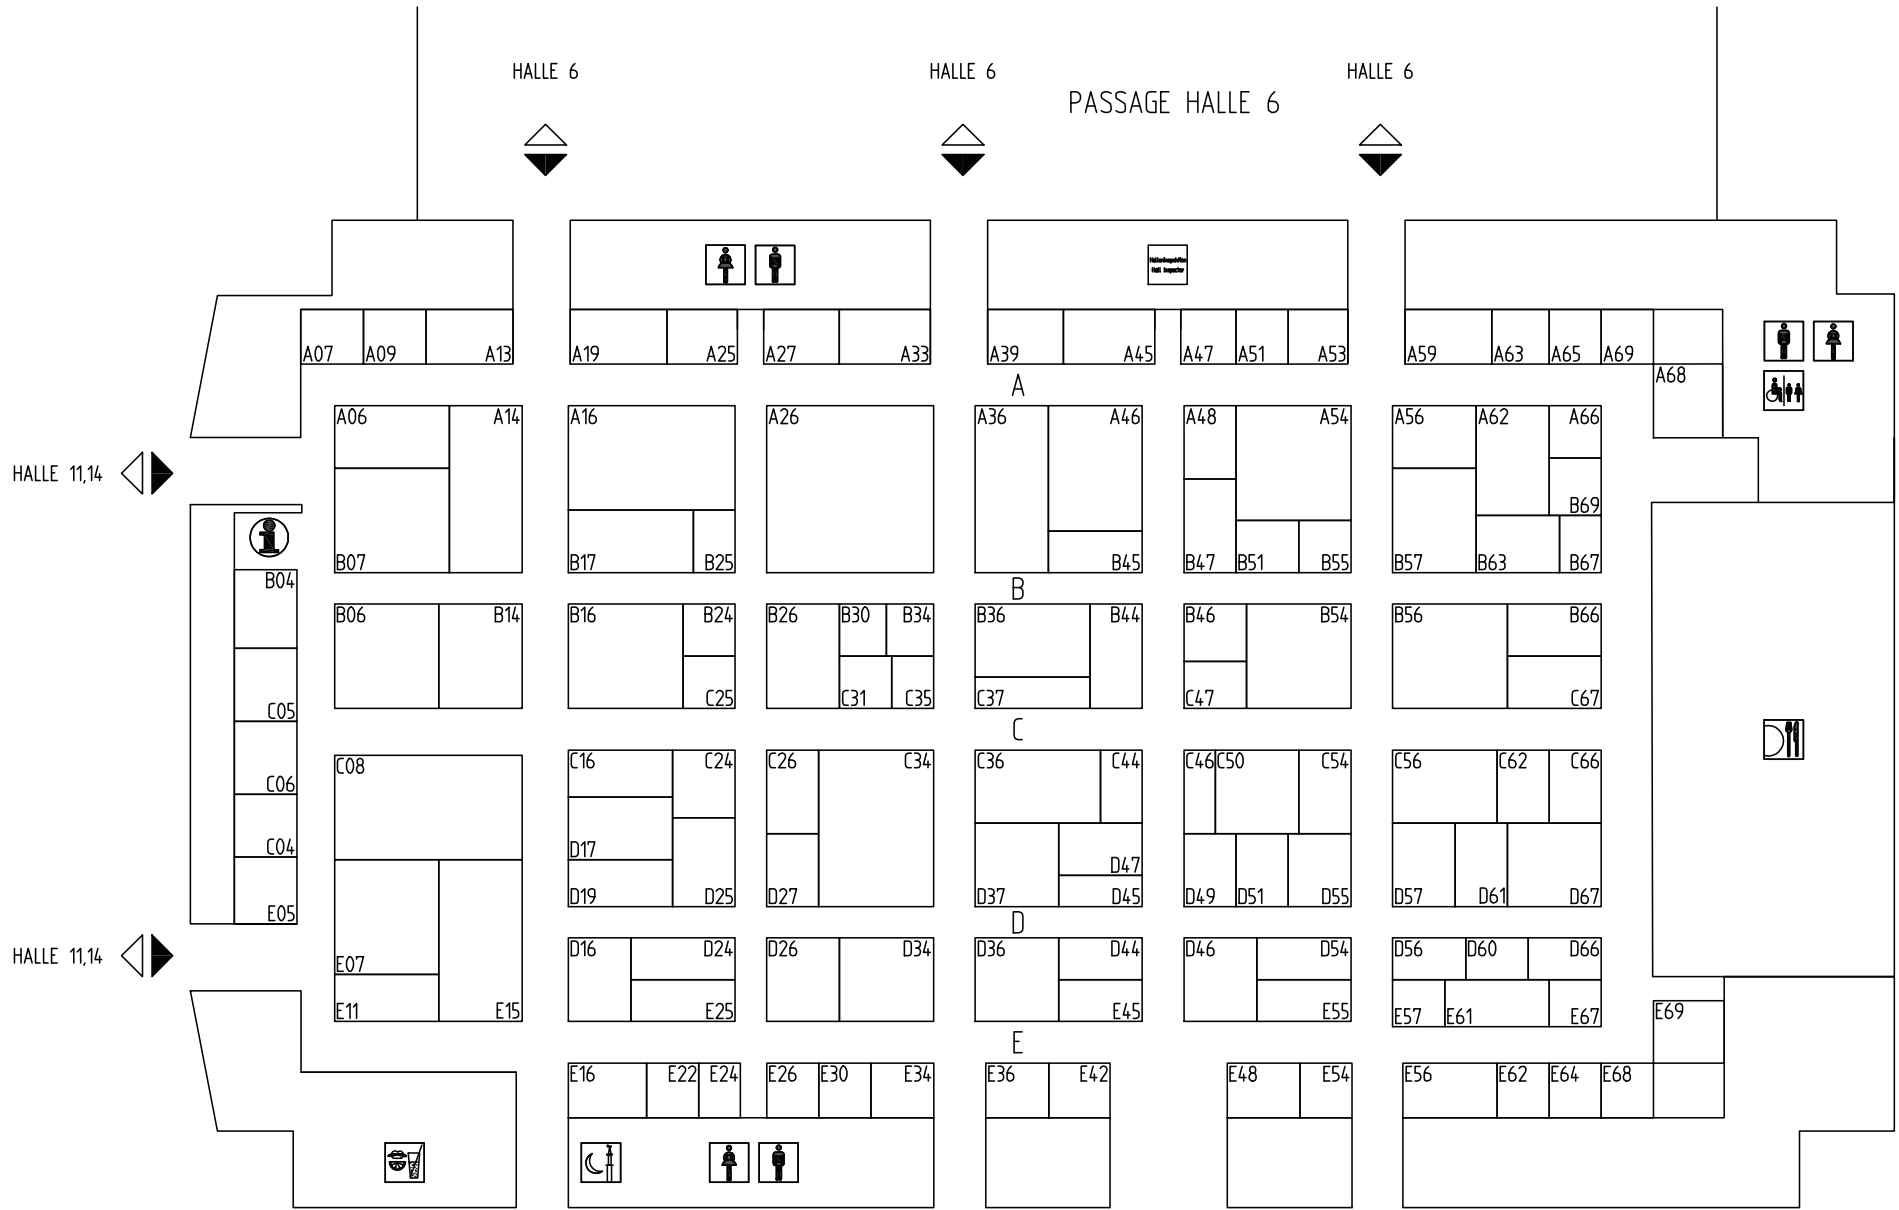 HALLE 6 HALLE 6 HALLE 6
PASSAGE HALLE 6
Halleninspektion
Hall Inspector
A07 A09 A13 A19 A25 A27 A33 A39 A45 A47 A51 A53 A59 A63 A65 A69
A68
A
A06 A14 A16 A26 A36 A46 A48 A54 A56 A62 A66
HALLE 11,14
B69
B07 B17 B25 B45 B47 B51 B55 B57 B63 B67
B04
B
B06 B14 B16 B24 B26 B30 B34 B36 B44 B46 B54 B56 B66
C25 C31 C35 C37 C47 C67
C05
C
C08 C16 C24 C26 C34 C36 C44 C46 C50 C54 C56 C62 C66
C06
C04
D17 D47
D19 D25 D27 D37 D45 D49 D51 D55 D57 D61 D67
E05
D
HALLE 11,14
D16 D24 D26 D34 D36 D44 D46 D54 D56 D60 D66
E07
E11 E15 E25 E45 E55 E57 E61 E67
E69
E
E16 E22 E24 E26 E30 E34 E36 E42 E48 E54 E56 E62 E64 E68